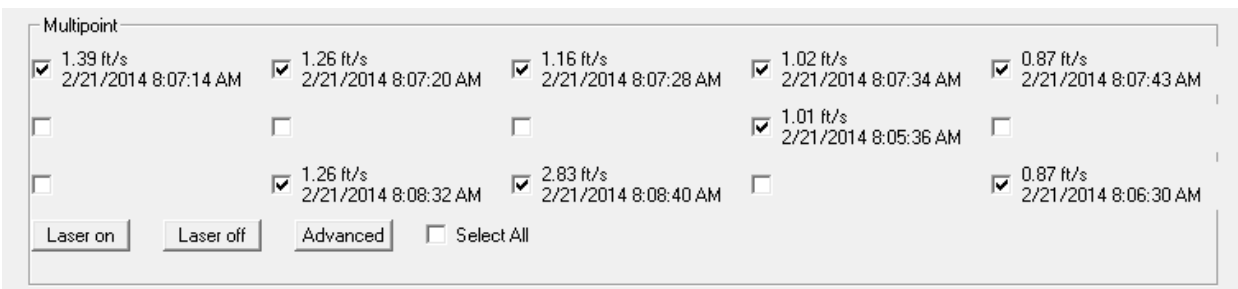 Multipoint
1.39 ft/s
2/21/2014 8:07:14 AM
1.26 ft/s
2/21/2014 8:07:20 AM
1.16 ft/s
2/21/2014 8:07:28 AM
1.02 ft/s
2/21/2014 8:07:34 AM
0.87 ft/s
2/21/2014 8:07:43 AM
1.01 ft/s
2/21/2014 8:05:36 AM
1.26 ft/s
2/21/2014 8:08:32 AM
2.83 ft/s
2/21/2014 8:08:40 AM
0.87 ft/s
2/21/2014 8:06:30 AM
Laser on
Laser off
Advanced
Select All